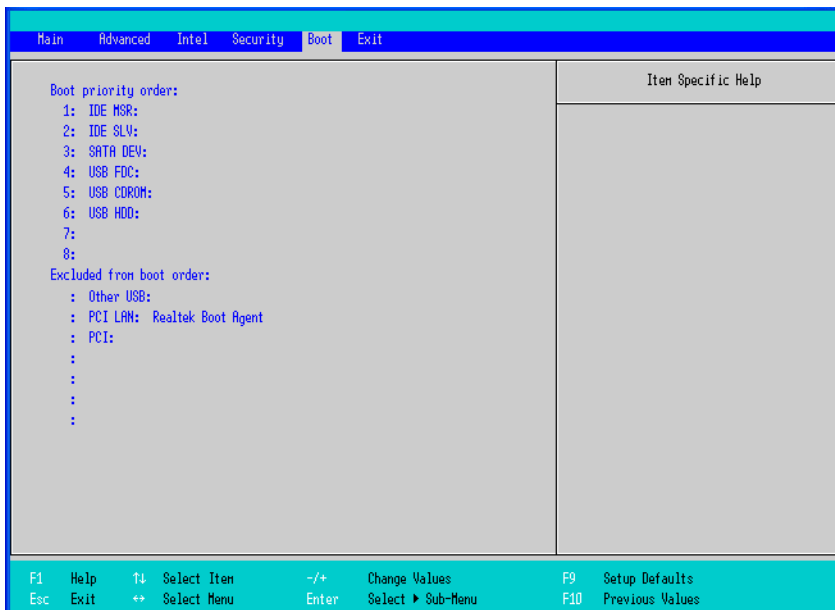 Main Advanced Intel Security Boot Exit
Item Specific Help
Boot priority order:
1: IDE MSR:
2: IDE SLV:
3: SATA DEV:
4: USB FDC:
5: USB CDROM:
6: USB HDD:
7:
8:
Excluded from boot order:
: Other USB:
: PCI LAN: Realtek Boot Agent
: PCI:
:
:
:
:
F1 Help ↑↓ Select Item -/+ Change Values F9 Setup Defaults
Esc Exit ↔ Select Menu Enter Select ▶ Sub-Menu F10 Previous Values